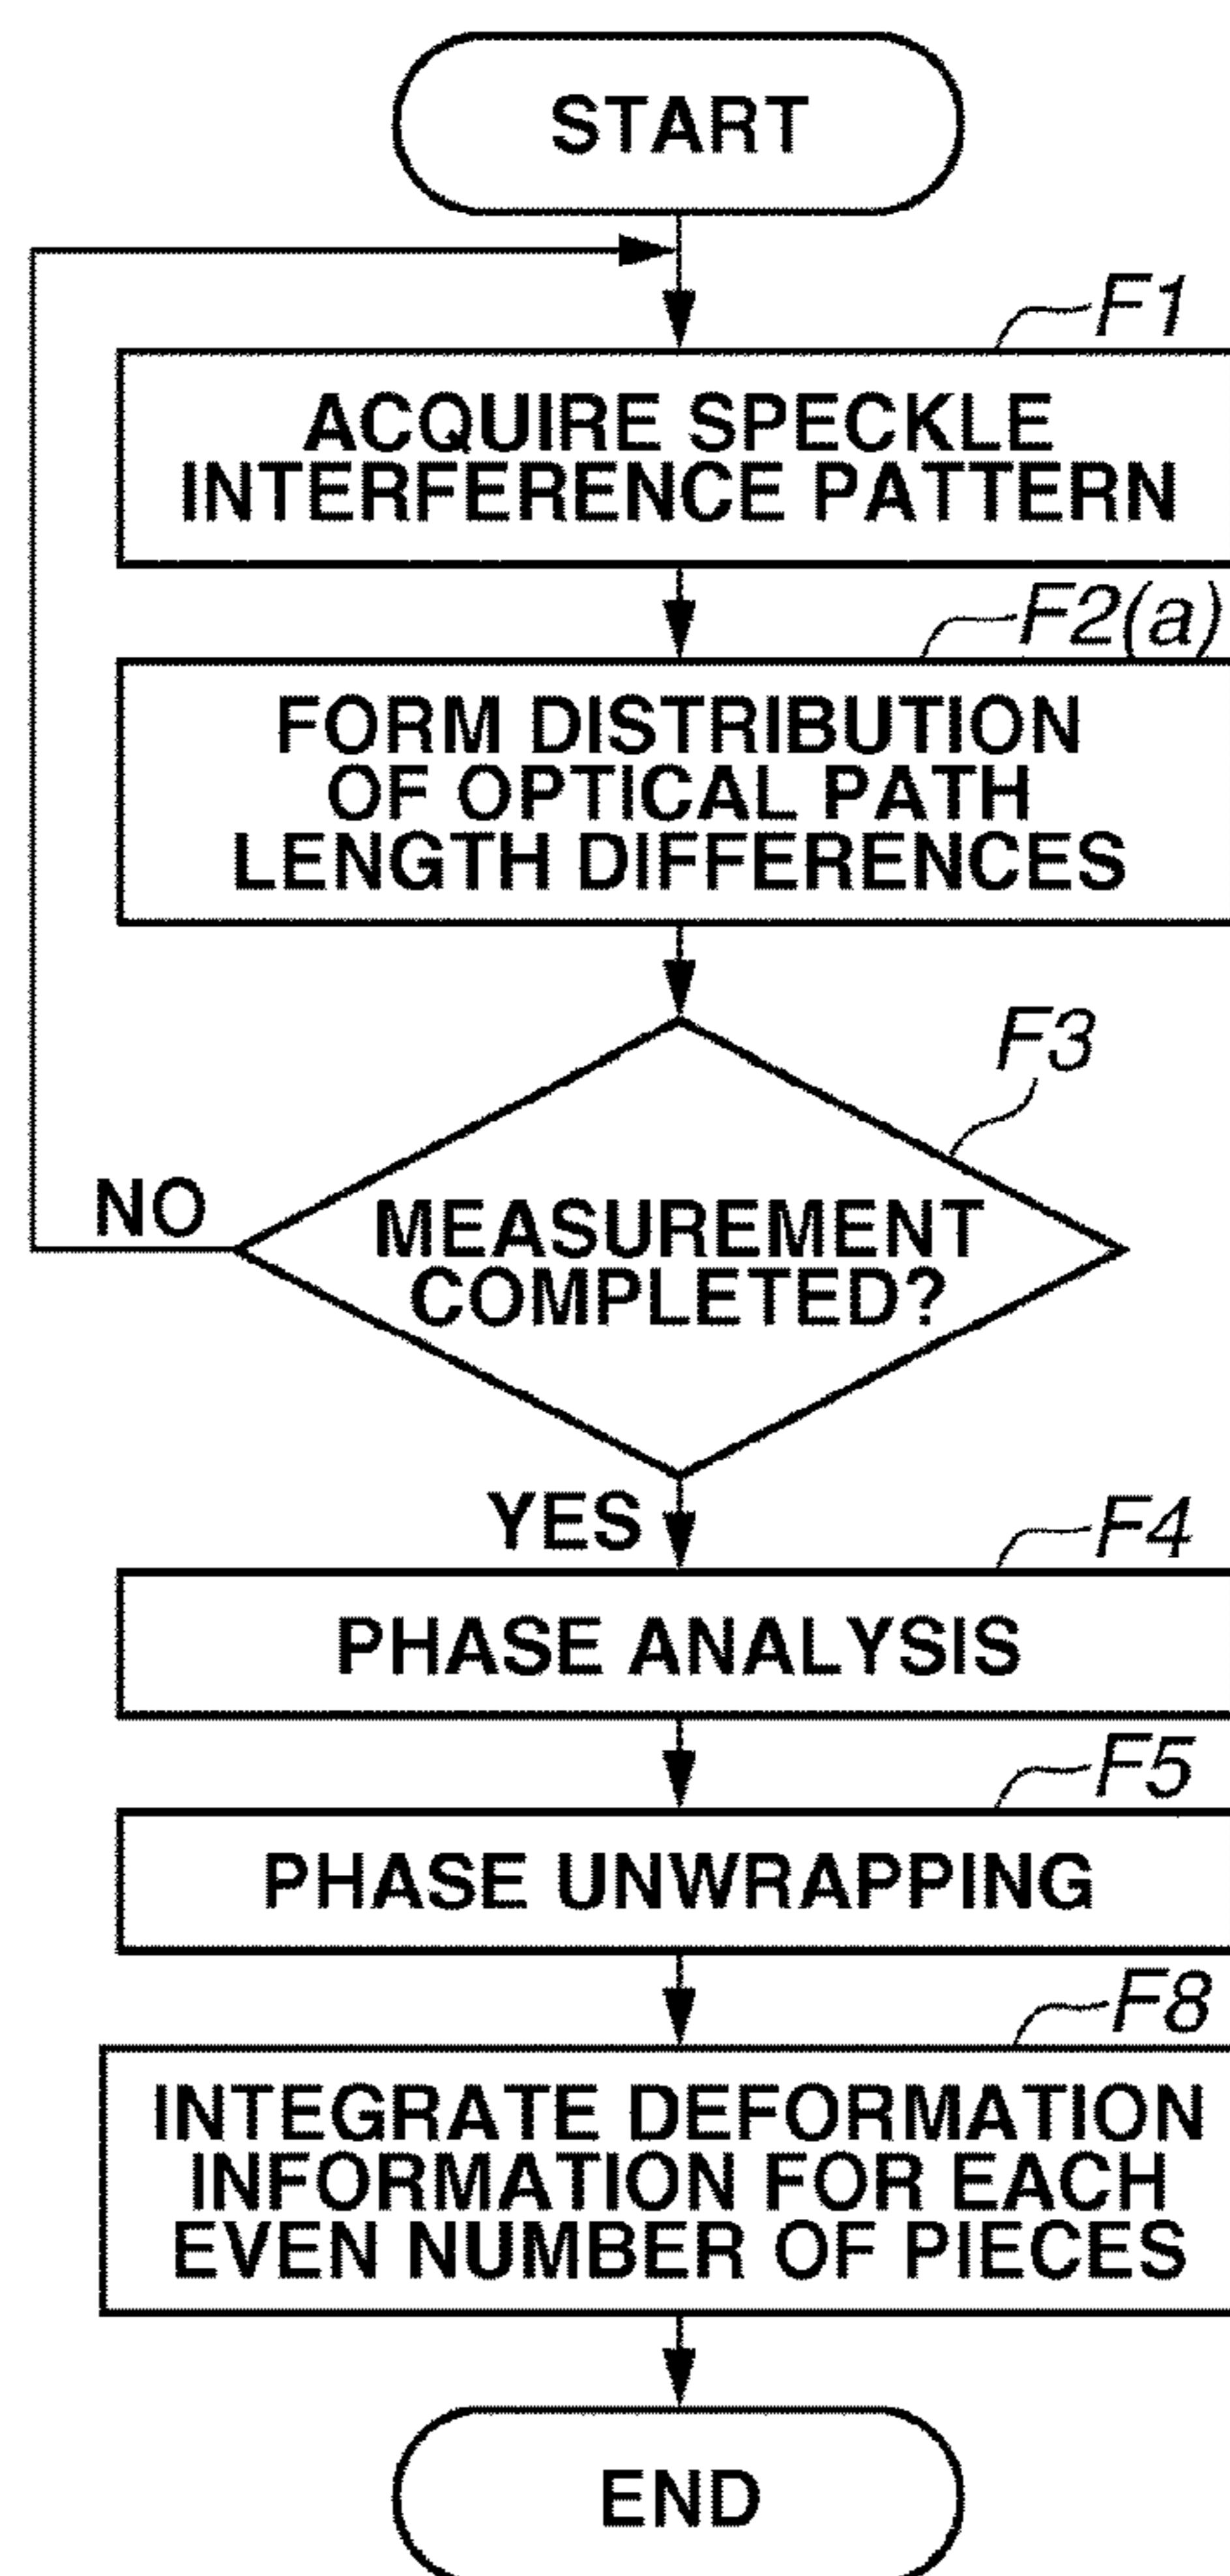 START
F1
ACQUIRE SPECKLE
INTERFERENCE PATTERN
F2(a)
FORM DISTRIBUTION
OF OPTICAL PATH
LENGTH DIFFERENCES
F3
NO
MEASUREMENT
COMPLETED?
YES
F4
PHASE ANALYSIS
F5
PHASE UNWRAPPING
F8
INTEGRATE DEFORMATION
INFORMATION FOR EACH
EVEN NUMBER OF PIECES
END